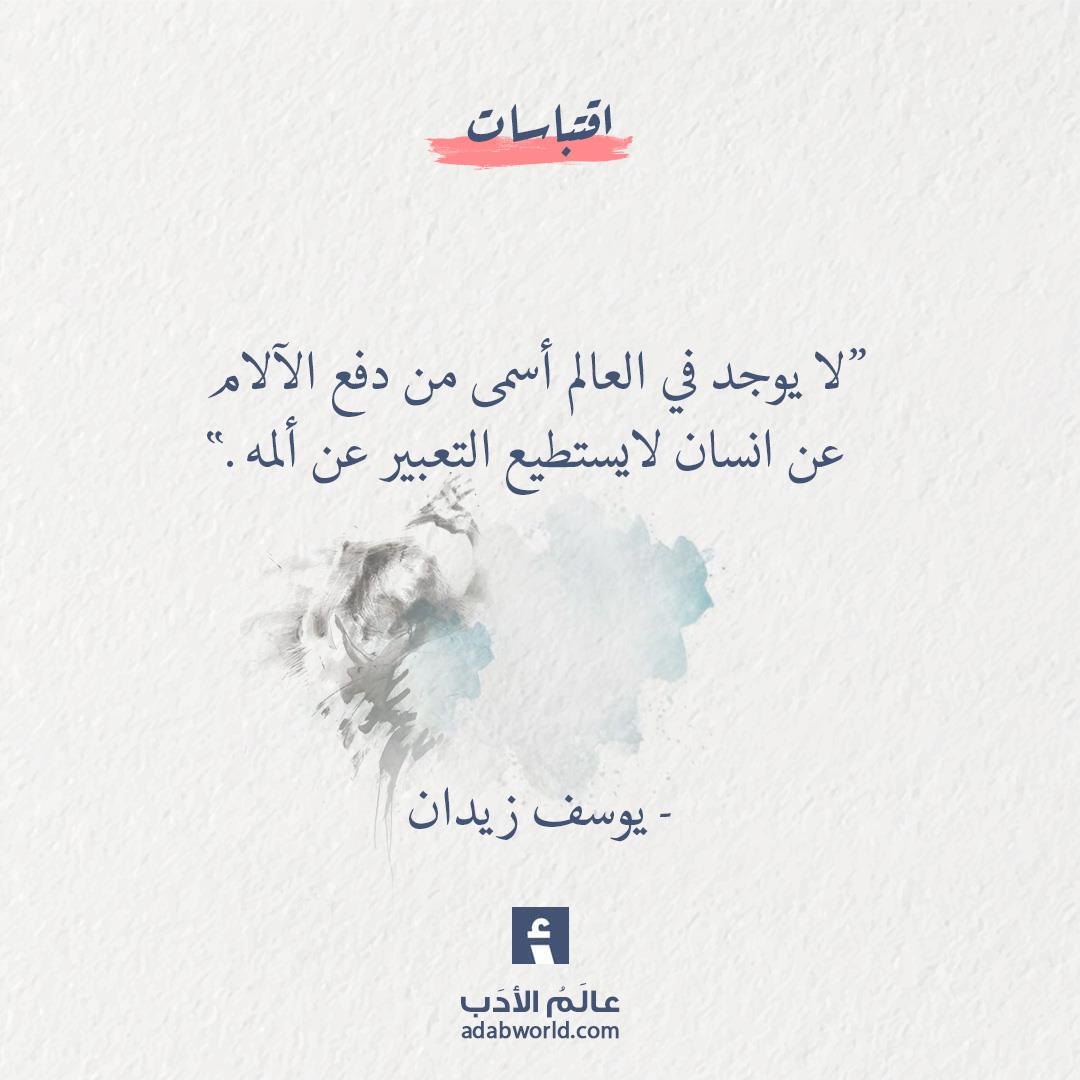 اقتباسات
”لا يوجد في العالم أسمى من دفع الآلام
عن انسان لايستطيع التعبير عن ألمه .“
- يوسف زيدان
أ
عالَمُ الأدَب
adabworld.com